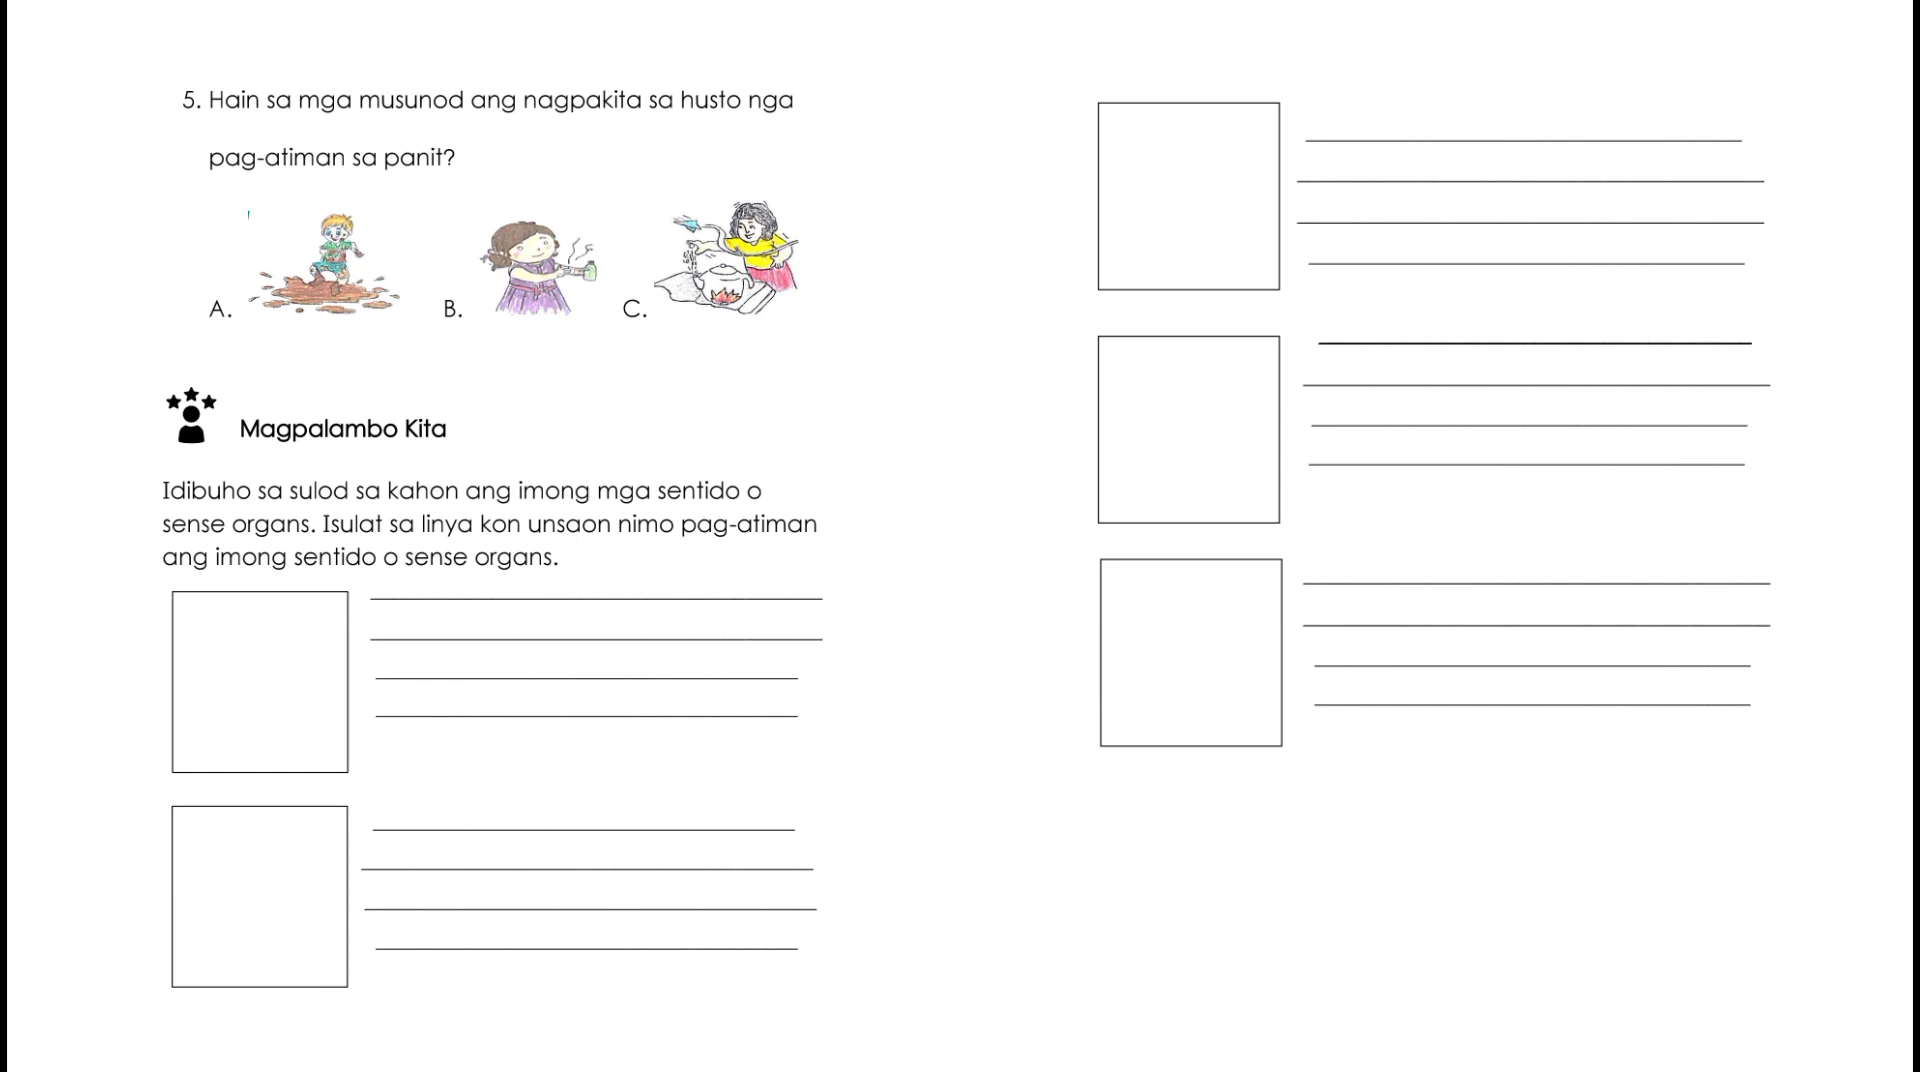 5. Hain sa mga musunod ang nagpakita sa husto nga
pag-atiman sa panit?
A.
B.
C.
Magpalambo Kita
Idibuho sa sulod sa kahon ang imong mga sentido o
sense organs. Isulat sa linya kon unsaon nimo pag-atiman
ang imong sentido o sense organs.